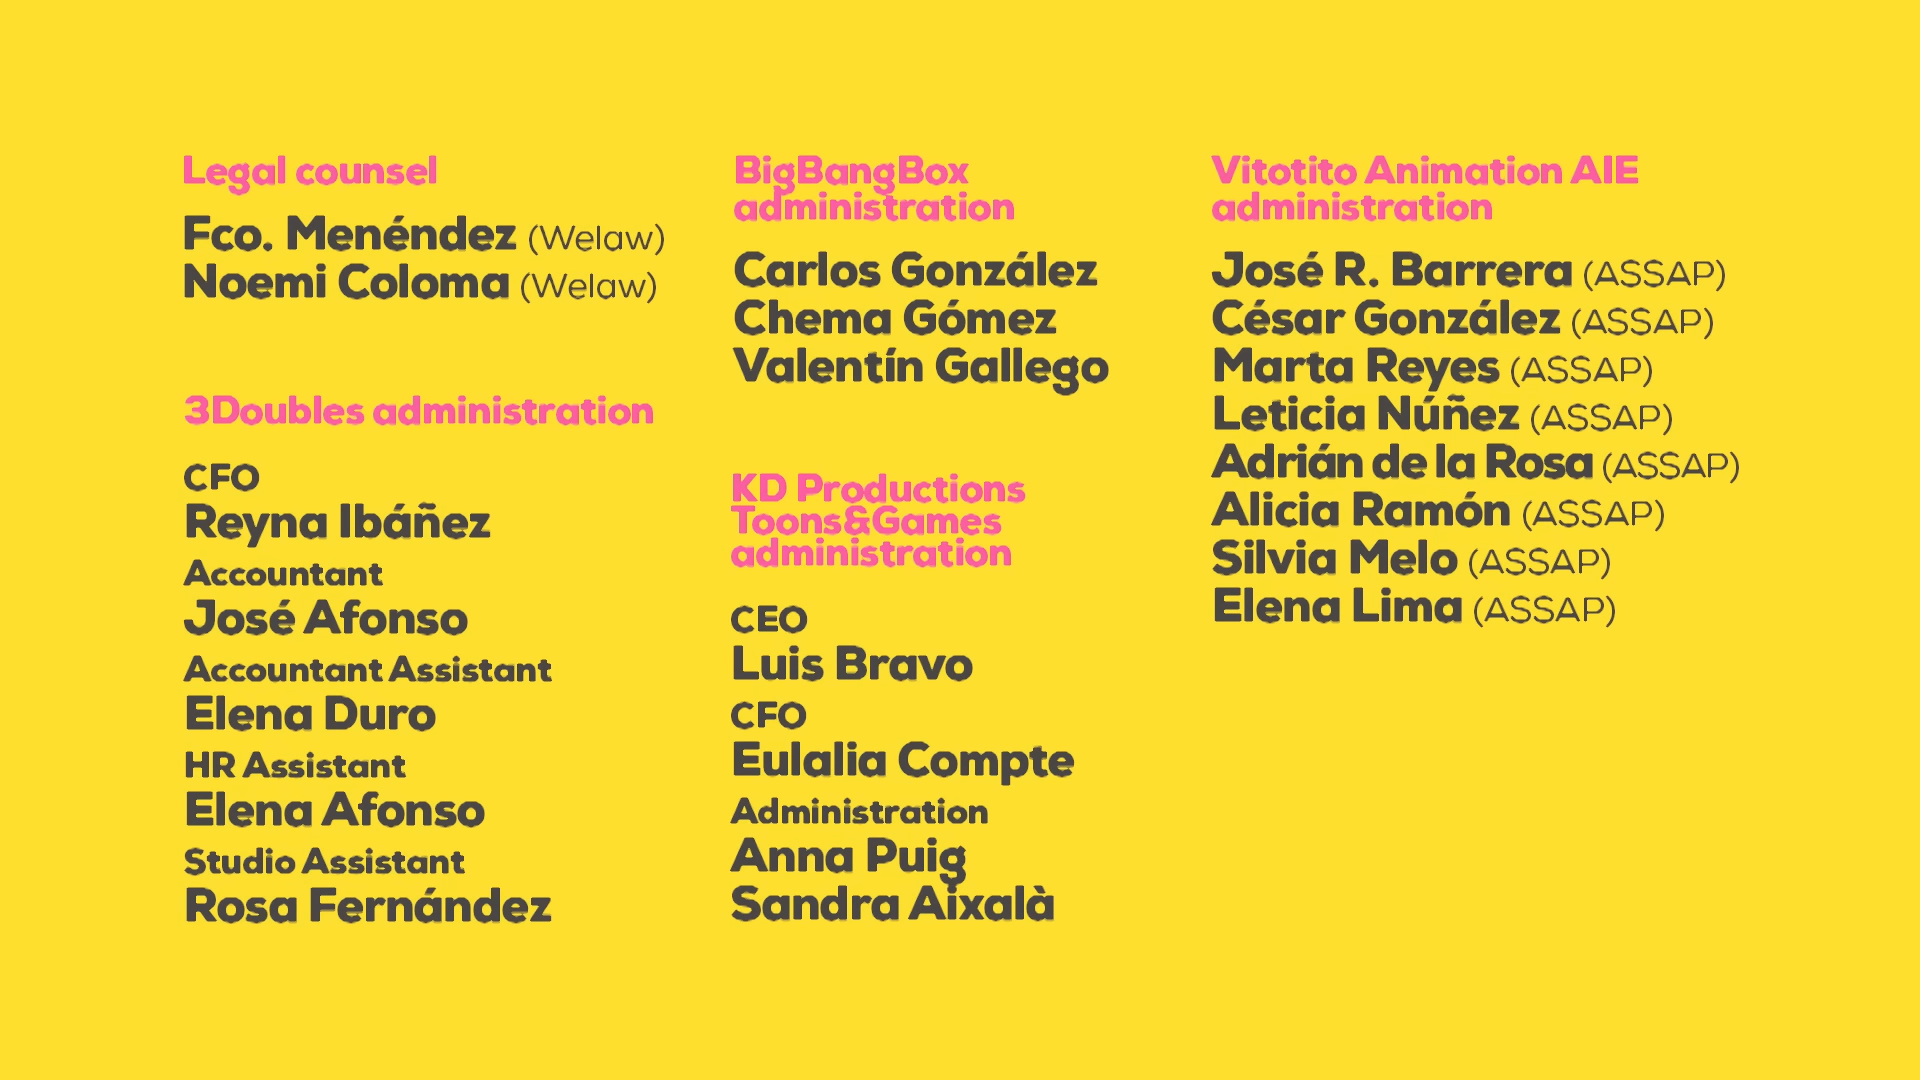 Legal counsel
Fco. Menéndez (Welaw)
Noemi Coloma (Welaw)
3Doubles administration
CFO
Reyna Ibáñez
Accountant
José Afonso
Accountant Assistant
Elena Duro
HR Assistant
Elena Afonso
Studio Assistant
Rosa Fernández
BigBangBox
administration
Carlos González
Chema Gómez
Valentín Gallego
KD Productions
Toons&Games
administration
CEO
Luis Bravo
CFO
Eulalia Compte
Administration
Anna Puig
Sandra Aixalà
Vitotito Animation AIE
administration
José R. Barrera (ASSAP)
César González (ASSAP)
Marta Reyes (ASSAP)
Leticia Núñez (ASSAP)
Adrián de la Rosa (ASSAP)
Alicia Ramón (ASSAP)
Silvia Melo (ASSAP)
Elena Lima (ASSAP)